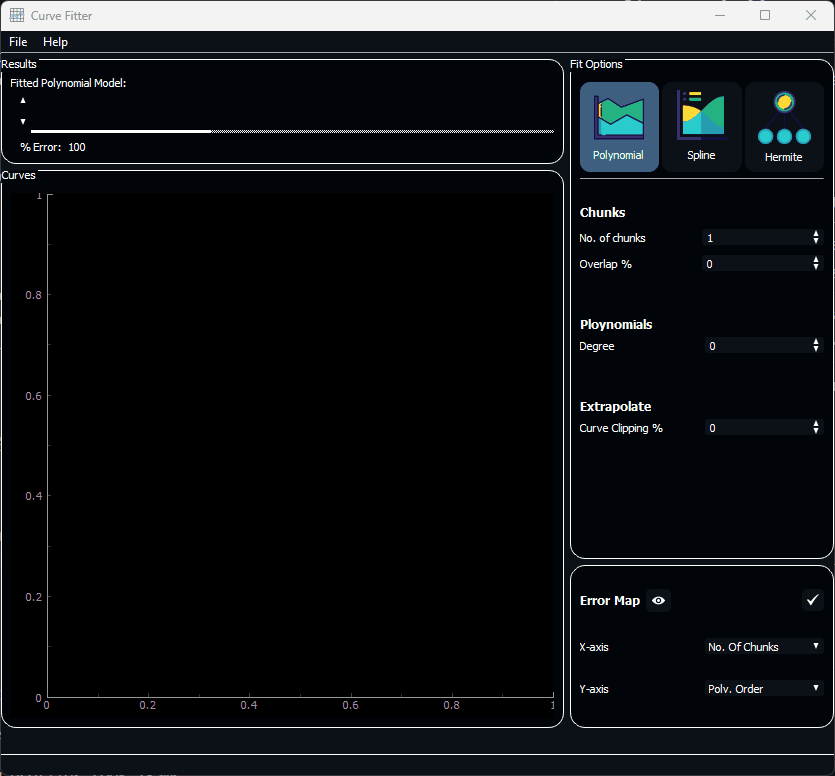 Curve Fitter
File Help
Results
Fitted Polynomial Model:
% Error: 100
Curves
1
0.8
0.6
0.4
0.2
0
0 0.2 0.4 0.6 0.8 1
Fit Options
Polynomial Spline Hermite
Chunks
No. of chunks 1
Overlap % 0
Ploynomials
Degree 0
Extrapolate
Curve Clipping % 0
Error Map
X-axis No. Of Chunks
Y-axis Polv. Order